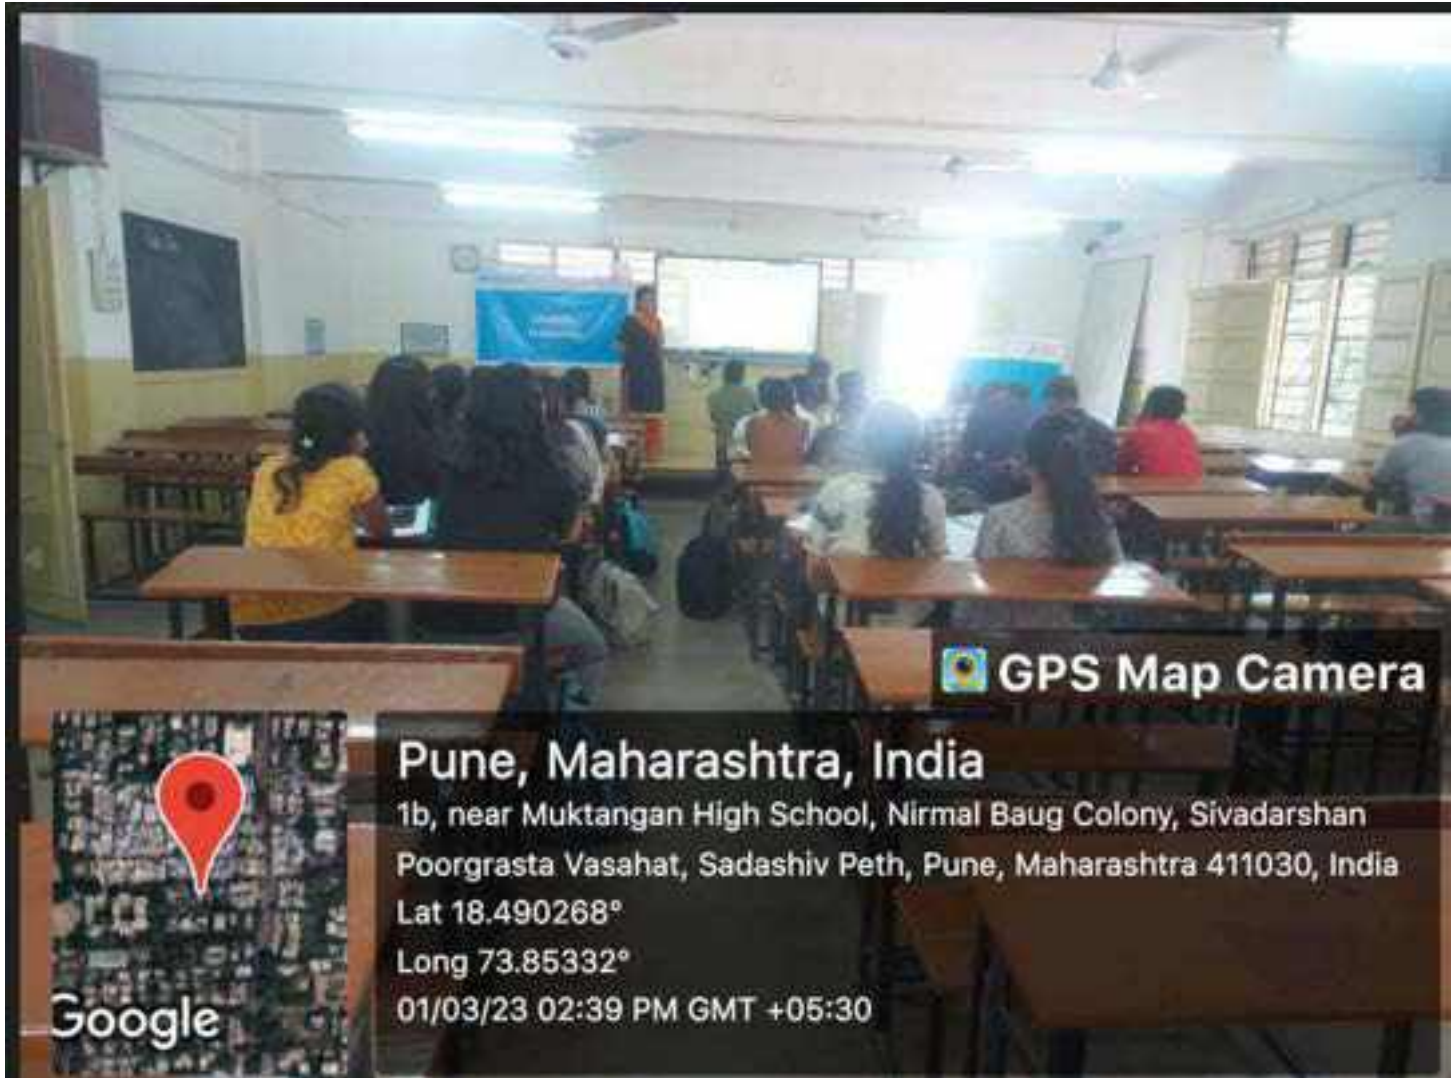 GPS Map Camera
Pune, Maharashtra, India
1b, near Muktangan High School, Nirmal Baug Colony, Sivadarshan
Poorgrasta Vasahat, Sadashiv Peth, Pune, Maharashtra 411030, India
Lat 18.490268°
Long 73.85332°
01/03/23 02:39 PM GMT +05:30
Google